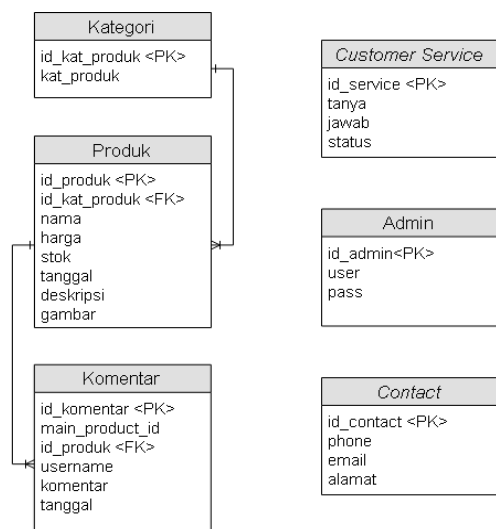 Kategori
id_kat_produk <PK>
kat_produk
Produk
id_produk <PK>
id_kat_produk <FK>
nama
harga
stok
tanggal
deskripsi
gambar
Komentar
id_komentar <PK>
main_product_id
id_produk <FK>
username
komentar
tanggal
Customer Service
id_service <PK>
tanya
jawab
status
Admin
id_admin<PK>
user
pass
Contact
id_contact <PK>
phone
email
alamat